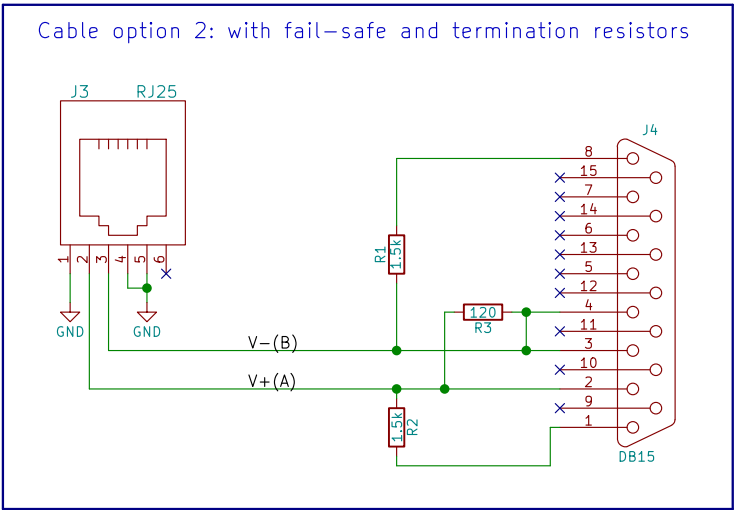 Cable option 2: with fail-safe and termination resistors
J3 RJ25
J4
8
15
7
14
6
13
5
12
4
11
3
10
2
9
1
DB15
R1 1.5k
120
R3
1 2 3 4 5 6
GND GND
V-(B)
V+(A)
1.5k R2